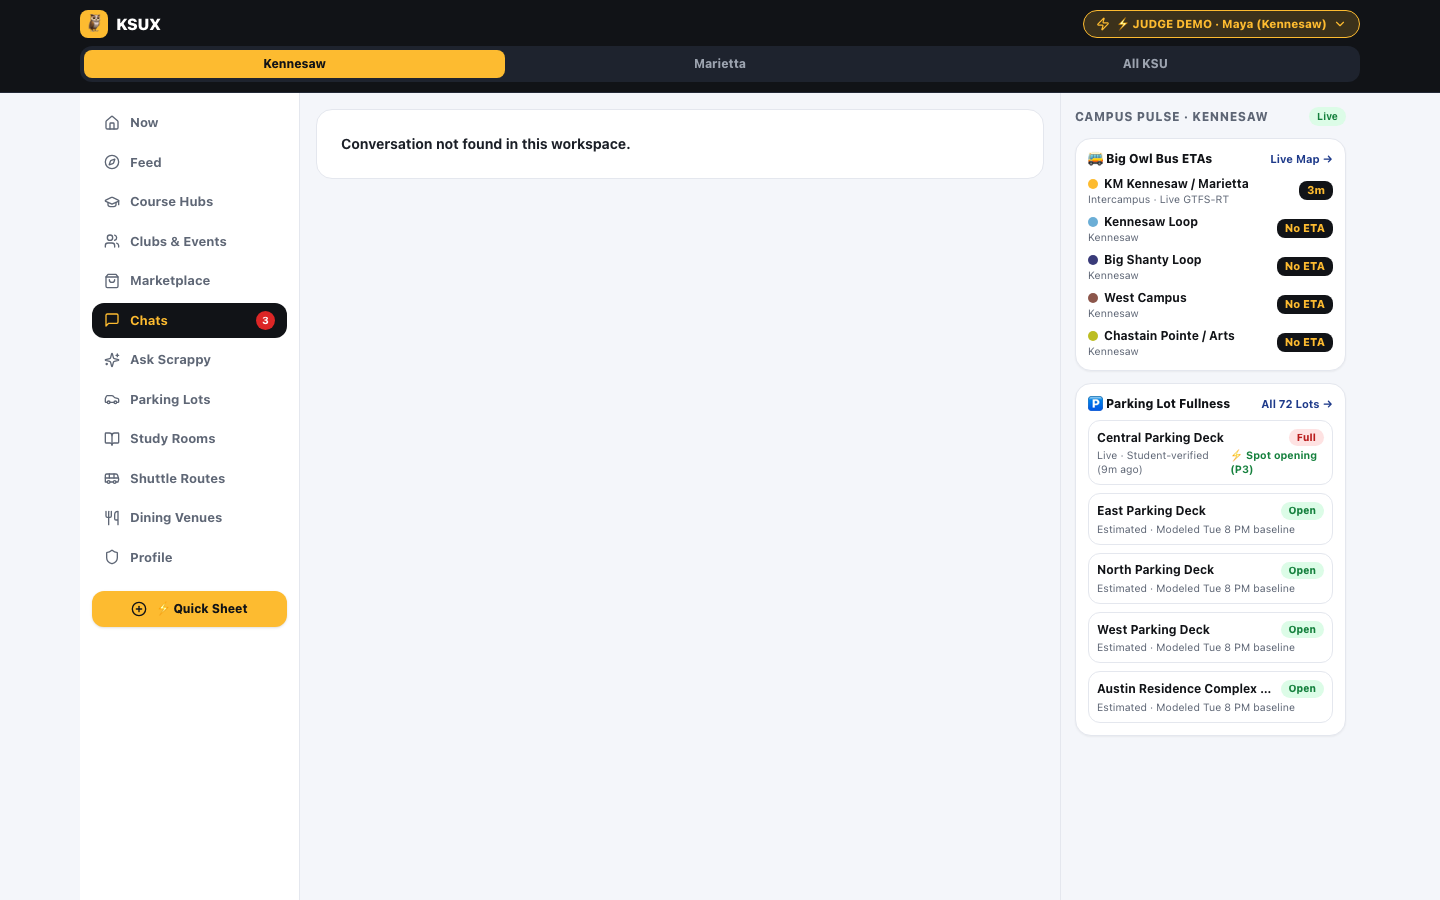 KSUX
⚡ JUDGE DEMO · Maya (Kennesaw)
Kennesaw
Marietta
All KSU
Now
Feed
Course Hubs
Clubs & Events
Marketplace
Chats
3
Ask Scrappy
Parking Lots
Study Rooms
Shuttle Routes
Dining Venues
Profile
⚡ Quick Sheet
Conversation not found in this workspace.
CAMPUS PULSE · KENNESAW
Live
🚌 Big Owl Bus ETAs
Live Map →
KM Kennesaw / Marietta
Intercampus · Live GTFS-RT
3m
Kennesaw Loop
Kennesaw
No ETA
Big Shanty Loop
Kennesaw
No ETA
West Campus
Kennesaw
No ETA
Chastain Pointe / Arts
Kennesaw
No ETA
🅿️ Parking Lot Fullness
All 72 Lots →
Central Parking Deck
Full
Live · Student-verified
(9m ago)
⚡ Spot opening
(P3)
East Parking Deck
Open
Estimated · Modeled Tue 8 PM baseline
North Parking Deck
Open
Estimated · Modeled Tue 8 PM baseline
West Parking Deck
Open
Estimated · Modeled Tue 8 PM baseline
Austin Residence Complex ...
Open
Estimated · Modeled Tue 8 PM baseline